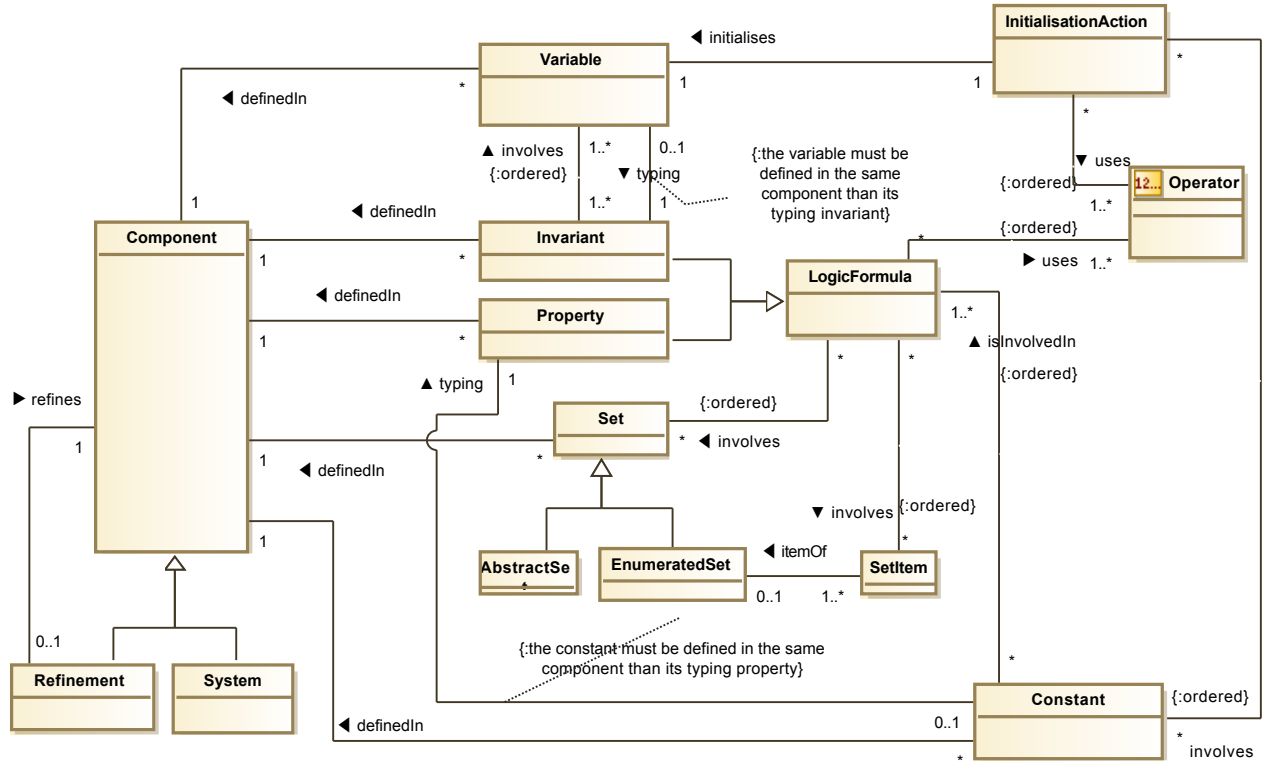 InitialisationAction
◀ initialises
Variable
*
*
1
1
◀ definedIn
*
▲ involves
{:ordered}
1..*
0..1
▼ typing
{:the variable must be
defined in the same
component than its
typing invariant}
▼ uses
{:ordered}
1..*
12... Operator
1
◀ definedIn
1..*
1
Component
Invariant
1
*
*
{:ordered}
▶ uses
1..*
LogicFormula
◀ definedIn
Property
1
*
1..*
▲ isInvolvedIn
{:ordered}
*
*
▲ typing
1
▶ refines
1
{:ordered}
Set
*
◀ involves
1
*
◀ definedIn
▼ involves
{:ordered}
*
1
◀ itemOf
AbstractSet
EnumeratedSet
SetItem
0..1
1..*
{:the constant must be defined in the same
component than its typing property}
0..1
Refinement
System
*
Constant
{:ordered}
◀ definedIn
0..1
*
*
involves